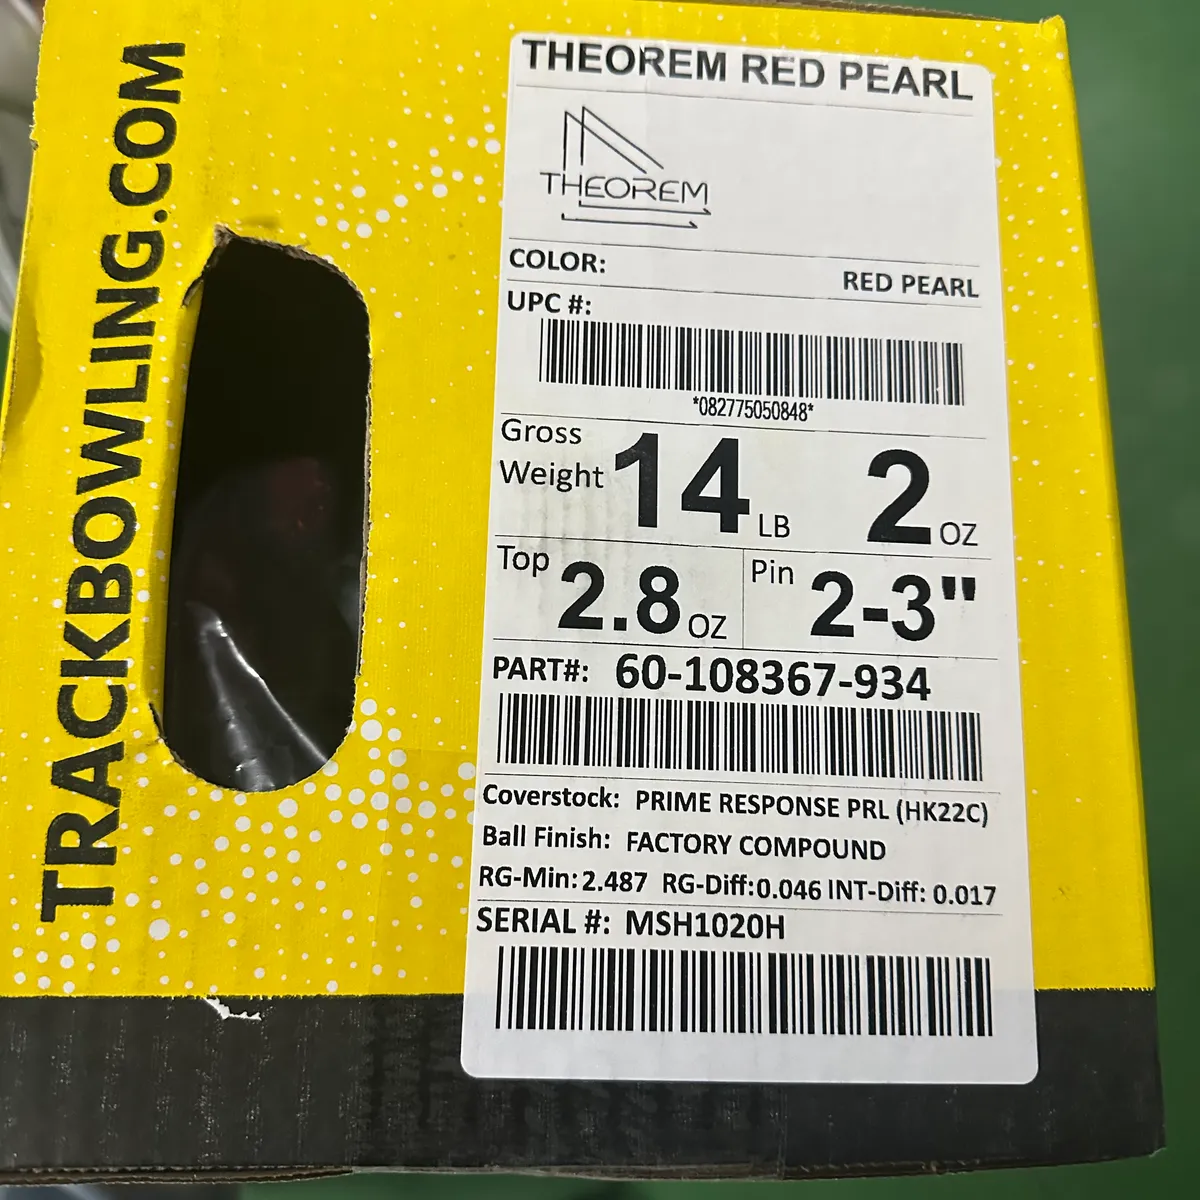 TRACKBOWLING.COM
THEOREM RED PEARL
THEOREM
COLOR:
RED PEARL
UPC #:
*082775050848*
Gross
Weight 14 LB 2 OZ
Top 2.8 OZ Pin 2-3"
PART#: 60-108367-934
Coverstock: PRIME RESPONSE PRL (HK22C)
Ball Finish: FACTORY COMPOUND
RG-Min: 2.487 RG-Diff: 0.046 INT-Diff: 0.017
SERIAL #: MSH1020H